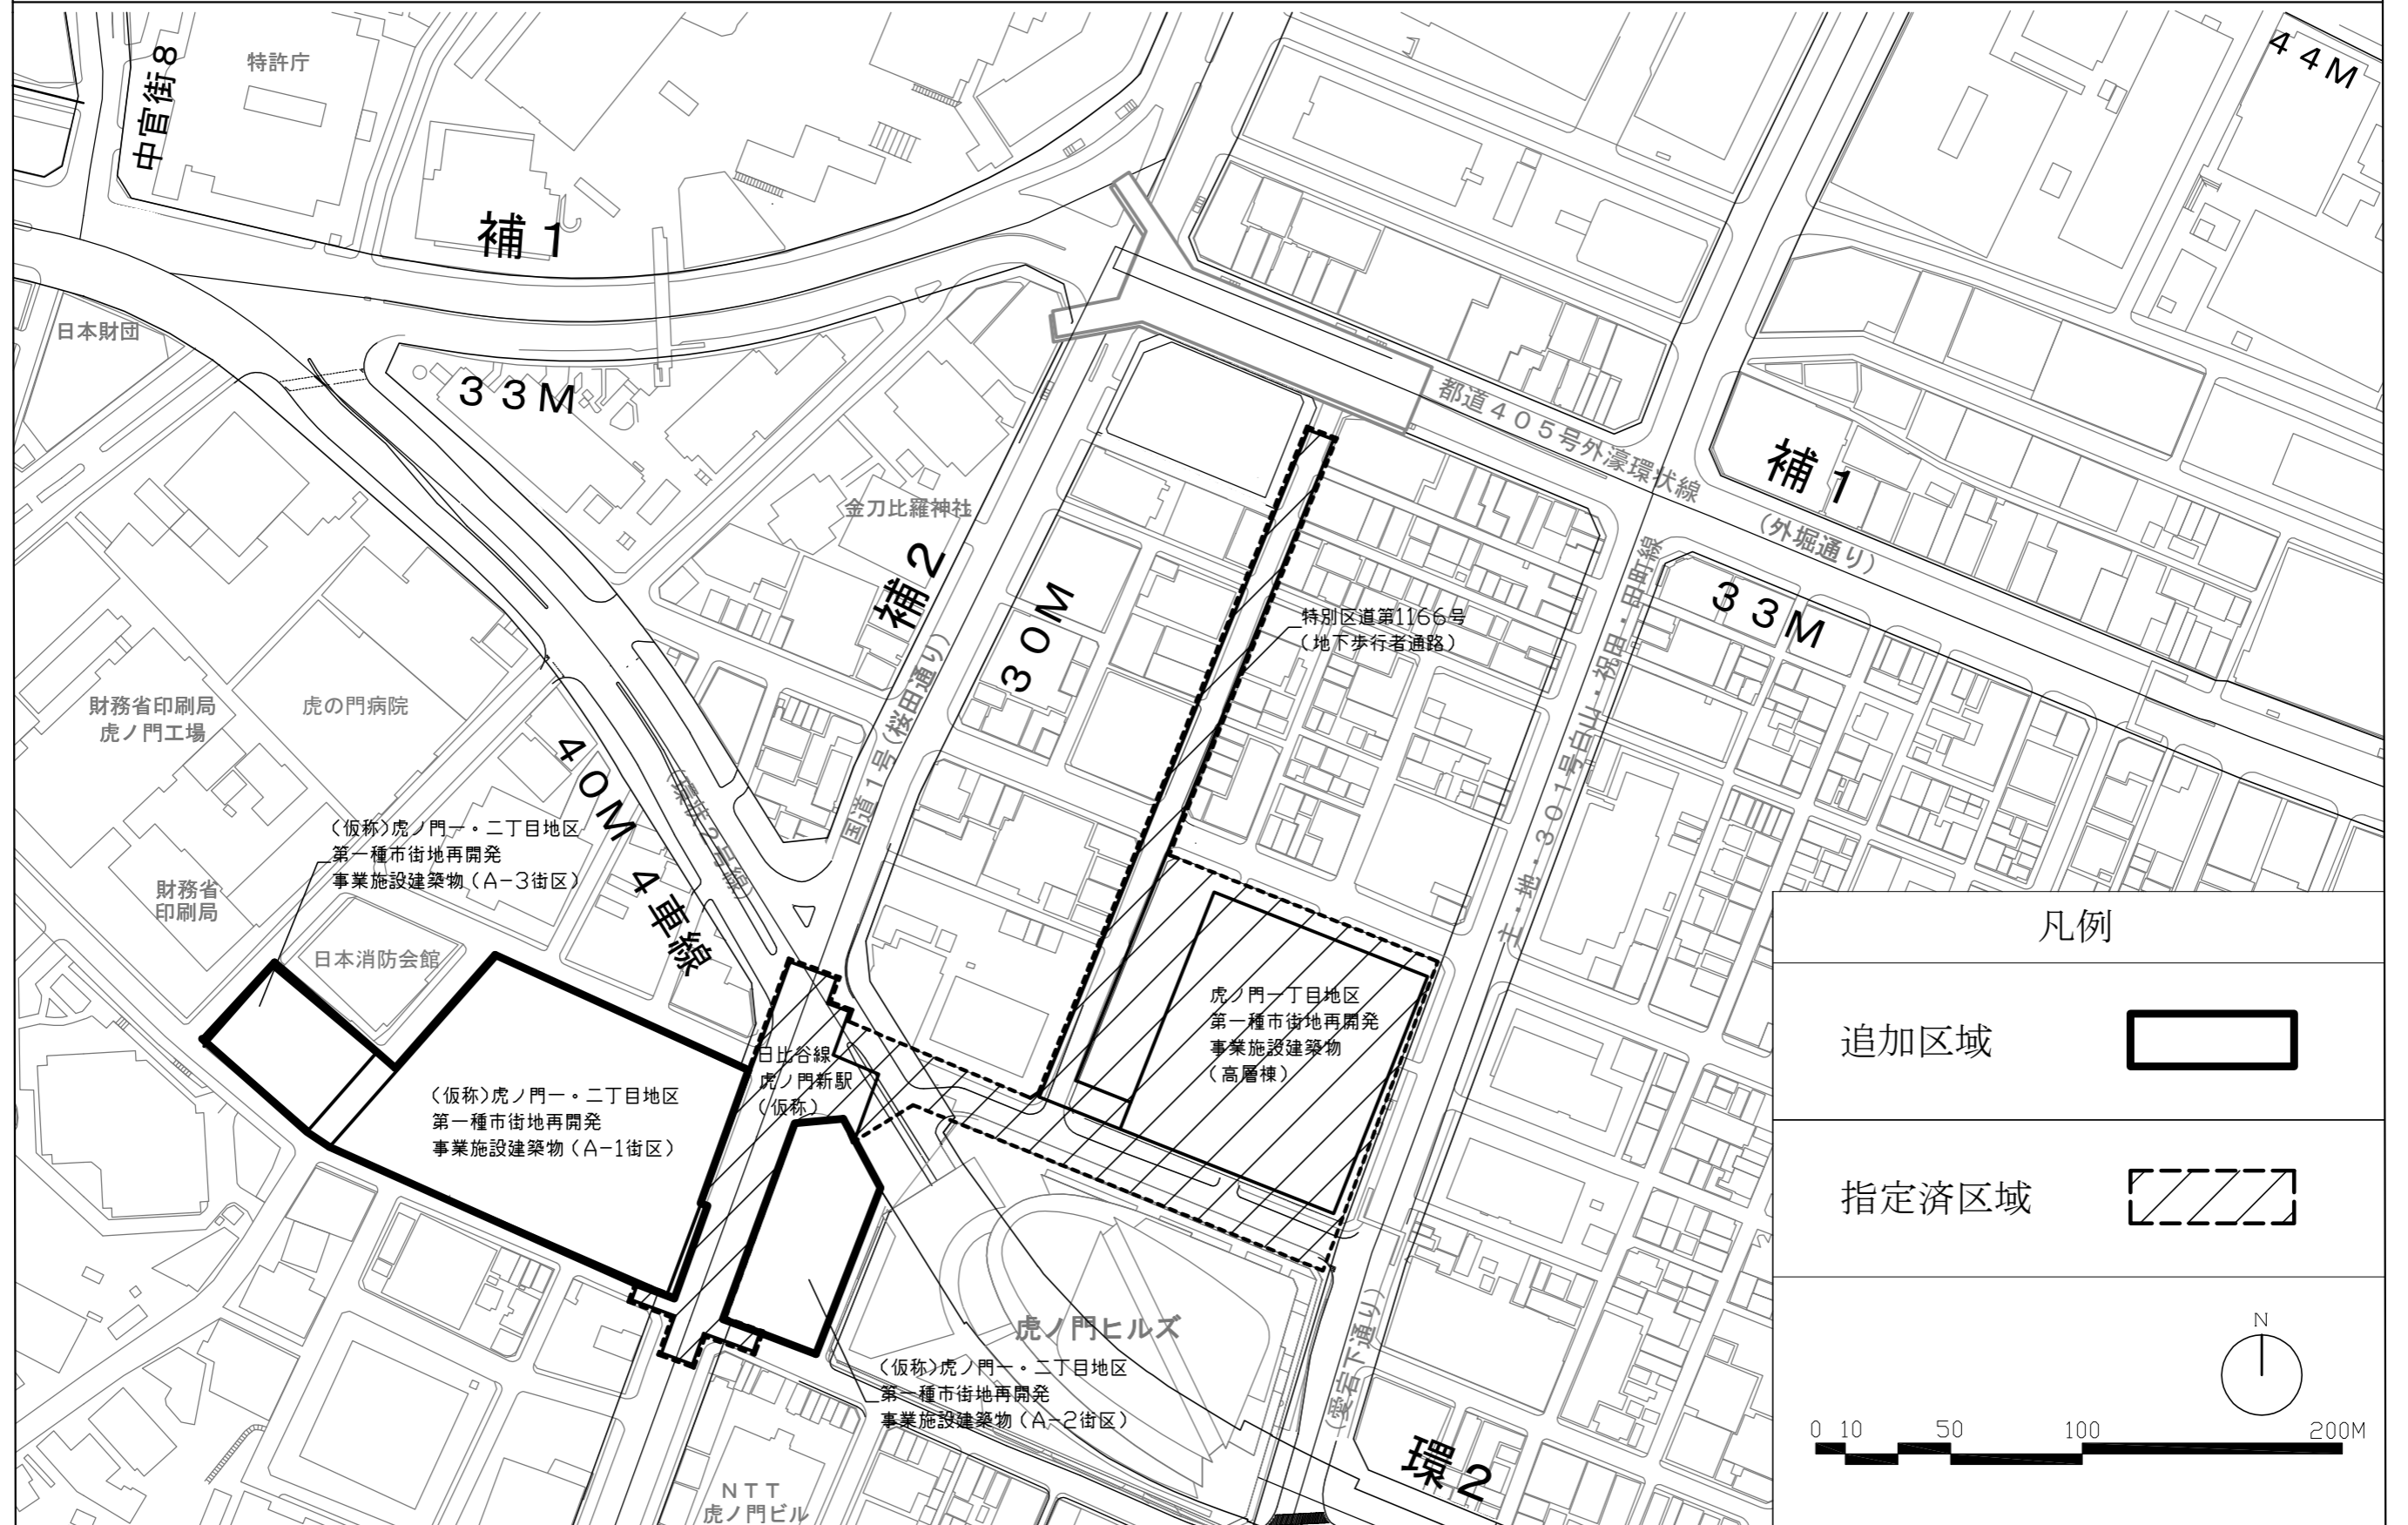 特許庁
中官街8
44M
補1
日本財団
33M
都道405号外濠環状線
(外堀通り)
補1
33M
金刀比羅神社
補2
国道1号(桜田通り)
30M
特別区道第1166号
(地下歩行者通路)
主・地・301号白山・祝田・田町線
(愛宕下通り)
財務省印刷局
虎ノ門工場
虎の門病院
40M 4車線
(環状2号線)
(仮称)虎ノ門一・二丁目地区
第一種市街地再開発
事業施設建築物(A-3街区)
財務省
印刷局
日本消防会館
日比谷線
虎ノ門新駅
(仮称)
虎ノ門一丁目地区
第一種市街地再開発
事業施設建築物
(高層棟)
(仮称)虎ノ門一・二丁目地区
第一種市街地再開発
事業施設建築物(A-1街区)
虎ノ門ヒルズ
(仮称)虎ノ門一・二丁目地区
第一種市街地再開発
事業施設建築物(A-2街区)
環2
NTT
虎ノ門ビル
凡例
追加区域
指定済区域
N
0 10 50 100 200M